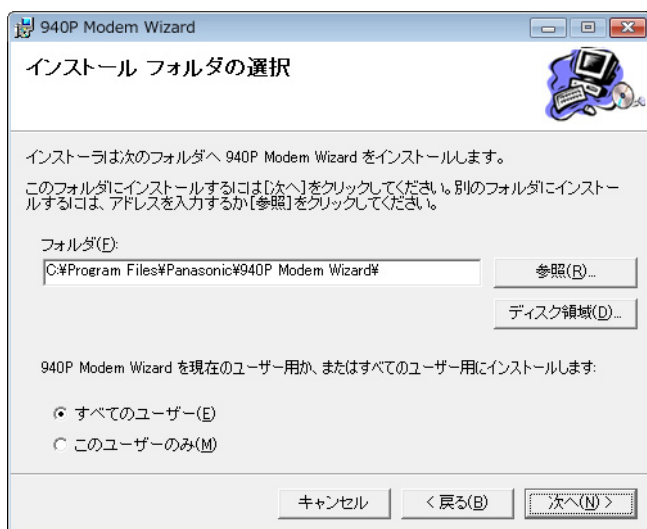 940P Modem Wizard
インストール フォルダの選択
インストーラは次のフォルダへ 940P Modem Wizard をインストールします。
このフォルダにインストールするには[次へ]をクリックしてください。別のフォルダにインストー
ルするには、アドレスを入力するか[参照]をクリックしてください。
フォルダ(F):
C:¥Program Files¥Panasonic¥940P Modem Wizard¥
参照(R)...
ディスク領域(D)...
940P Modem Wizard を現在のユーザー用か、またはすべてのユーザー用にインストールします:
すべてのユーザー(E)
このユーザーのみ(M)
キャンセル
< 戻る(B)
次へ(N) >